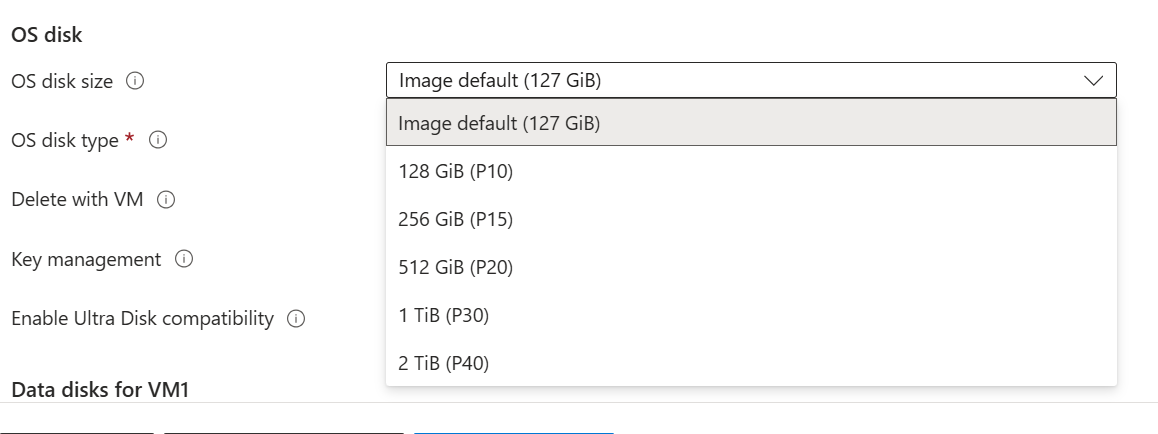 OS disk
OS disk size
Image default (127 GiB)
Image default (127 GiB)
OS disk type *
128 GiB (P10)
Delete with VM
256 GiB (P15)
Key management
512 GiB (P20)
Enable Ultra Disk compatibility
1 TiB (P30)
2 TiB (P40)
Data disks for VM1